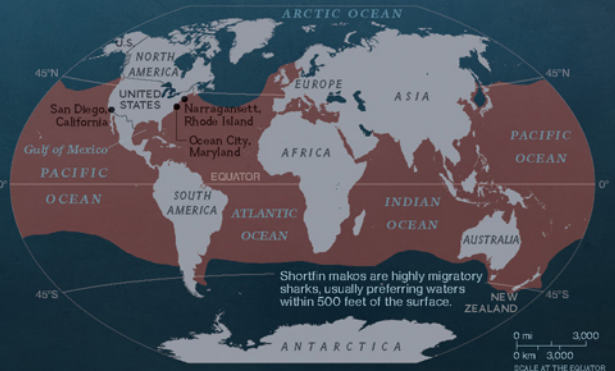 ARCTIC OCEAN
U.S.
NORTH
AMERICA
45°N
45°N
EUROPE
ASIA
UNITED
STATES
San Diego,
California
Narragansett,
Rhode Island
Ocean City,
Maryland
Gulf of Mexico
PACIFIC
OCEAN
AFRICA
PACIFIC
OCEAN
EQUATOR
0°
0°
SOUTH
AMERICA
ATLANTIC
OCEAN
INDIAN
OCEAN
AUSTRALIA
Shortfin makos are highly migratory
sharks, usually preferring waters
within 500 feet of the surface.
45°S
45°S
NEW
ZEALAND
ANTARCTICA
0 mi 3,000
0 km 3,000
SCALE AT THE EQUATOR